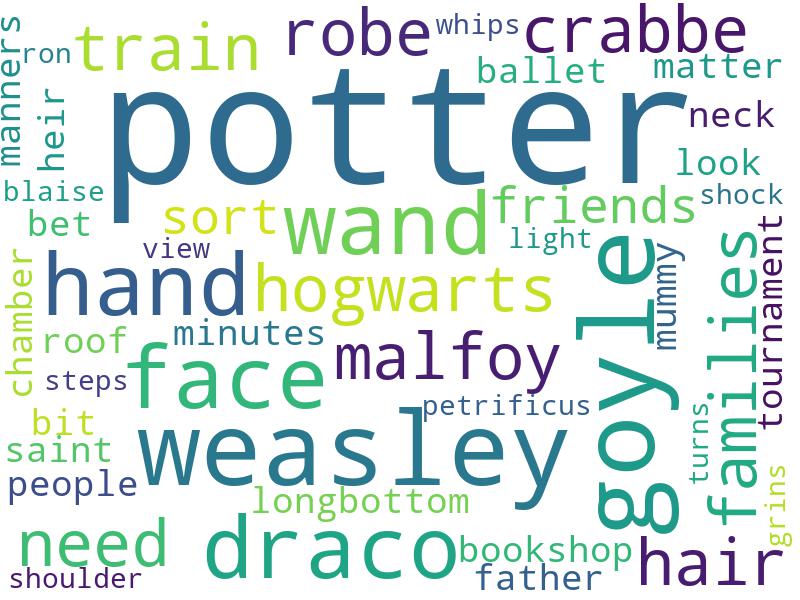 manners
ron
train
robe
whips
crabbe
heir
potter
ballet
matter
neck
look
blaise
bet
sort
wand
friends
shock
view
light
chamber
hand
hogwarts
goyle
mummy
families
tournament
roof
minutes
malfoy
steps
face
petrificus
bit
weasley
turns
saint
people
longbottom
grins
need
draco
bookshop
hair
shoulder
father